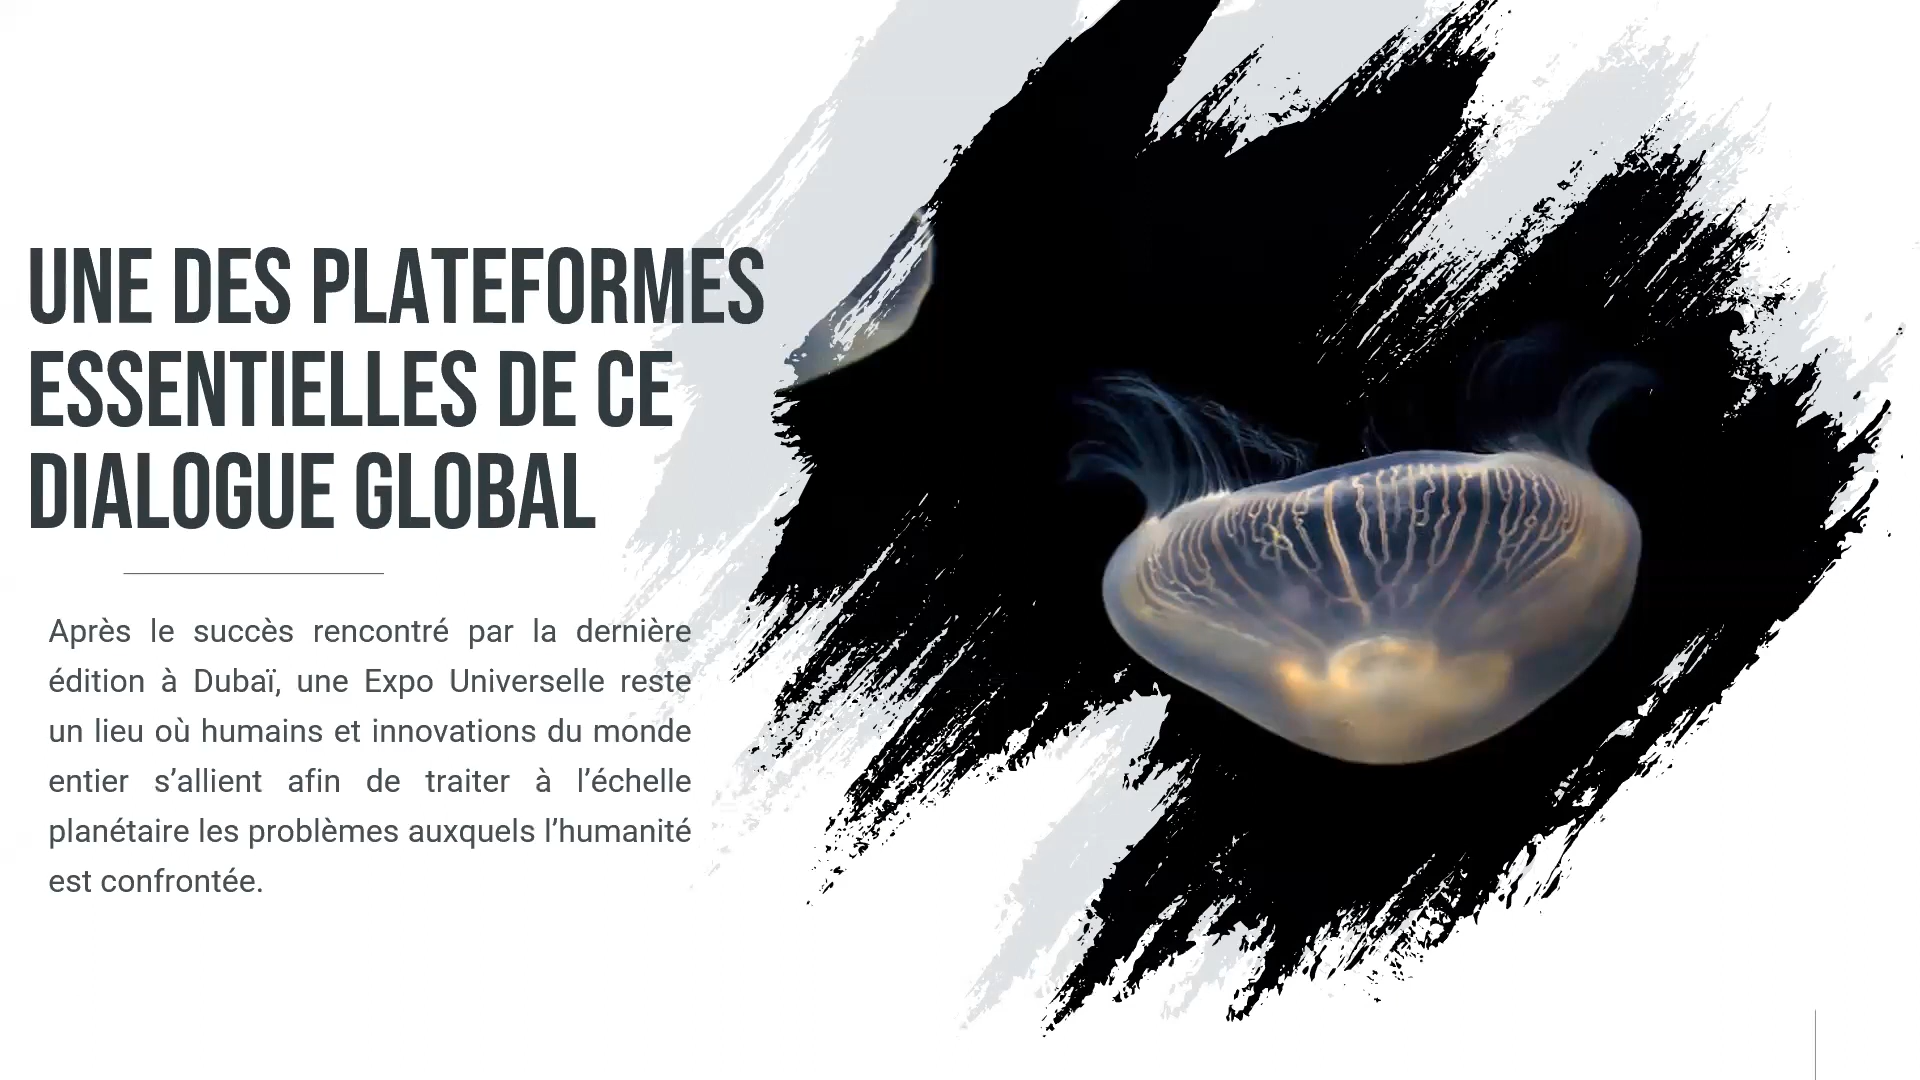 UNE DES PLATEFORMES
ESSENTIELLES DE CE
DIALOGUE GLOBAL
Après le succès rencontré par la dernière
édition à Dubaï, une Expo Universelle reste
un lieu où humains et innovations du monde
entier s’allient afin de traiter à l’échelle
planétaire les problèmes auxquels l’humanité
est confrontée.